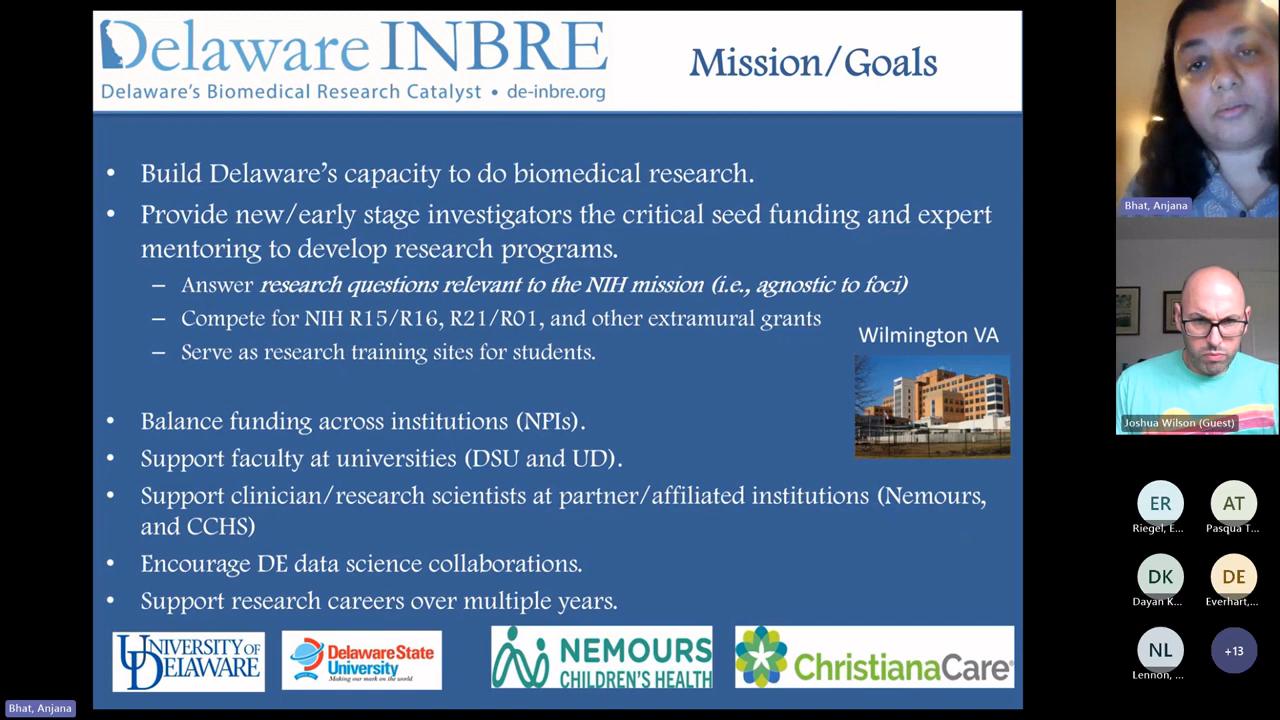 Delaware INBRE
Mission/Goals
Delaware's Biomedical Research Catalyst • de-inbre.org
• Build Delaware's capacity to do biomedical research.
• Provide new/early stage investigators the critical seed funding and expert
mentoring to develop research programs.
– Answer research questions relevant to the NIH mission (i.e., agnostic to foci)
– Compete for NIH R15/R16, R21/R01, and other extramural grants
– Serve as research training sites for students.
Wilmington VA
• Balance funding across institutions (NPIs).
• Support faculty at universities (DSU and UD).
• Support clinician/research scientists at partner/affiliated institutions (Nemours,
and CCHS)
• Encourage DE data science collaborations.
• Support research careers over multiple years.
UD
UNIVERSITY OF
DELAWARE
Delaware State
University
Making our mark on the world
NEMOURS
CHILDREN'S HEALTH
ChristianaCare®
Bhat, Anjana
Bhat, Anjana
Joshua Wilson (Guest)
ER
Riegel, E...
AT
Pasqua T...
DK
Dayan K...
DE
Everhart,...
NL
Lennon, ...
+13